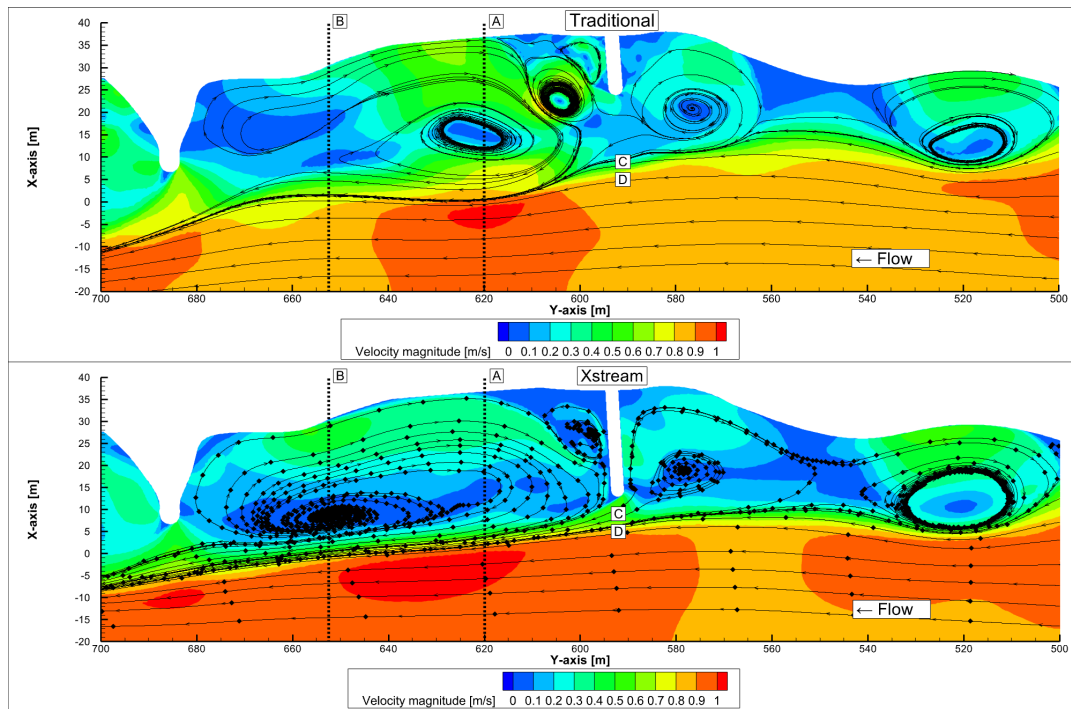 Traditional
B
A
40
35
30
25
20
15
10
5
0
-5
-10
-15
-20
X-axis [m]
C
D
← Flow
700
680
660
640
620
600
580
560
540
520
500
Y-axis [m]
Velocity magnitude [m/s]
0 0.1 0.2 0.3 0.4 0.5 0.6 0.7 0.8 0.9 1
Xstream
B
A
40
35
30
25
20
15
10
5
0
-5
-10
-15
-20
X-axis [m]
C
D
← Flow
700
680
660
640
620
600
580
560
540
520
500
Y-axis [m]
Velocity magnitude [m/s]
0 0.1 0.2 0.3 0.4 0.5 0.6 0.7 0.8 0.9 1